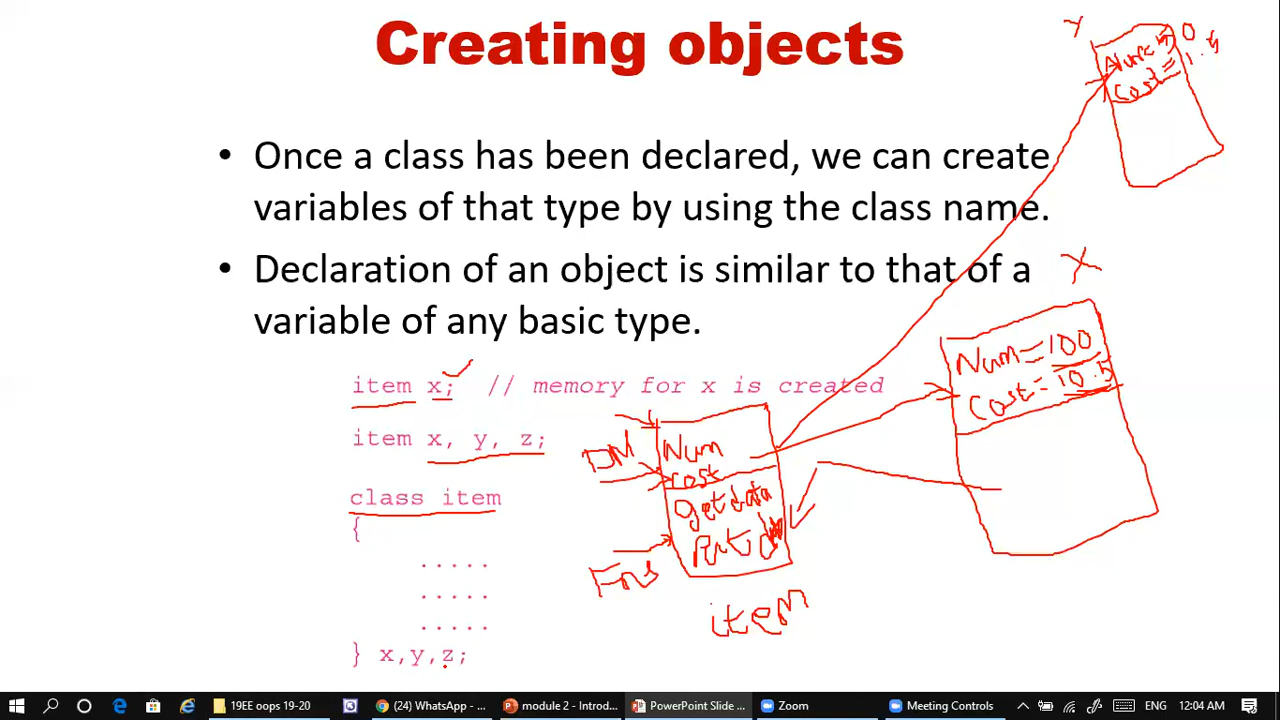 Creating objects
• Once a class has been declared, we can create
variables of that type by using the class name.
• Declaration of an object is similar to that of a
variable of any basic type.
item x; // memory for x is created
item x, y, z;
class item
{
.....
.....
.....
} x,y,z;
Y
Cost = 1.5
X
Num=100
Cost=10.5
DM
Num
cost
getdata
Fns
item
19EE oops 19-20
(24) WhatsApp - ...
module 2 - Introd...
PowerPoint Slide ...
Zoom
Meeting Controls
ENG
12:04 AM